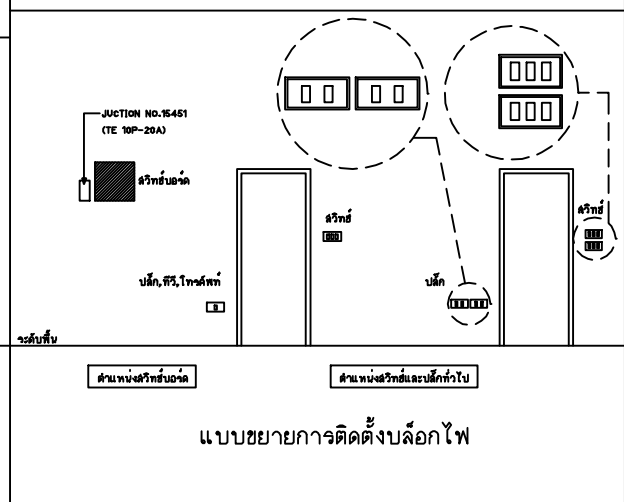 JUCTION NO.15451
(TE 10P-20A)
สวิทช์บอร์ด
สวิทช์
สวิทช์
ปลั๊ก,ทีวี,โทรศัพท์
ปลั๊ก
ระดับพื้น
ตำแหน่งสวิทช์บอร์ด
ตำแหน่งสวิทช์และปลั๊กทั่วไป
แบบขยายการติดตั้งบล็อกไฟ